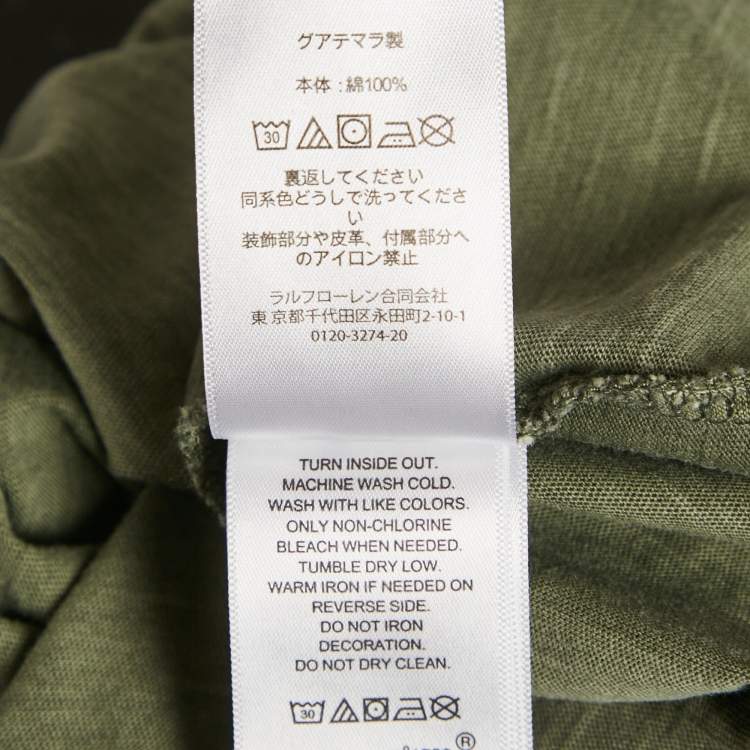 グアテマラ製
本体 : 綿100%
30
裏返してください
同系色どうしで洗ってくださ
い
装飾部分や皮革、付属部分へ
のアイロン禁止
ラルフローレン合同会社
東 京都千代田区永田町2-10-1
0120-3274-20
TURN INSIDE OUT.
MACHINE WASH COLD.
WASH WITH LIKE COLORS.
ONLY NON-CHLORINE
BLEACH WHEN NEEDED.
TUMBLE DRY LOW.
WARM IRON IF NEEDED ON
REVERSE SIDE.
DO NOT IRON
DECORATION.
DO NOT DRY CLEAN.
30
®